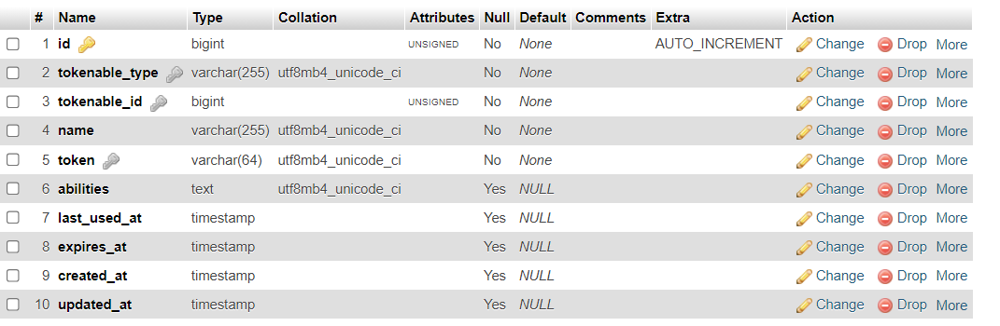 # Name Type Collation Attributes Null Default Comments Extra Action
1 id bigint UNSIGNED No None AUTO_INCREMENT Change Drop More
2 tokenable_type varchar(255) utf8mb4_unicode_ci No None Change Drop More
3 tokenable_id bigint UNSIGNED No None Change Drop More
4 name varchar(255) utf8mb4_unicode_ci No None Change Drop More
5 token varchar(64) utf8mb4_unicode_ci No None Change Drop More
6 abilities text utf8mb4_unicode_ci Yes NULL Change Drop More
7 last_used_at timestamp Yes NULL Change Drop More
8 expires_at timestamp Yes NULL Change Drop More
9 created_at timestamp Yes NULL Change Drop More
10 updated_at timestamp Yes NULL Change Drop More